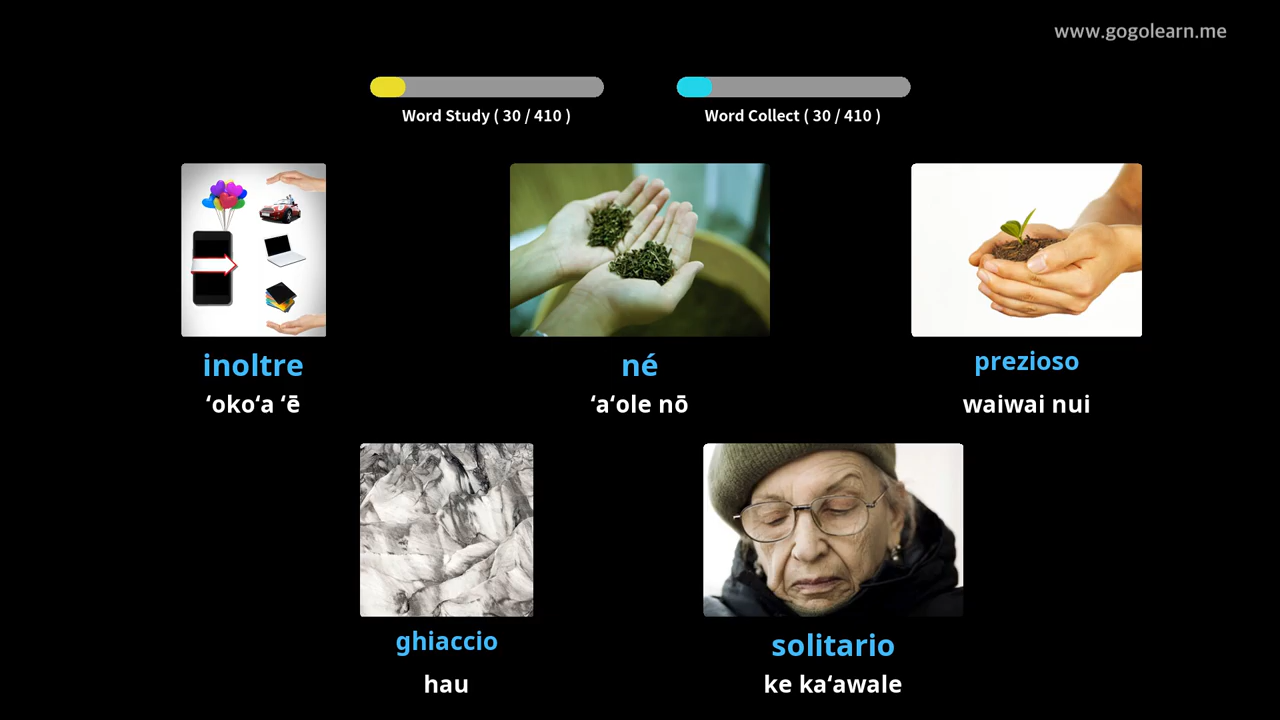 www.gogolearn.me
Word Study ( 30 / 410 )
Word Collect ( 30 / 410 )
inoltre
ʻokoʻa ʻē
né
ʻaʻole nō
prezioso
waiwai nui
ghiaccio
hau
solitario
ke kaʻawale